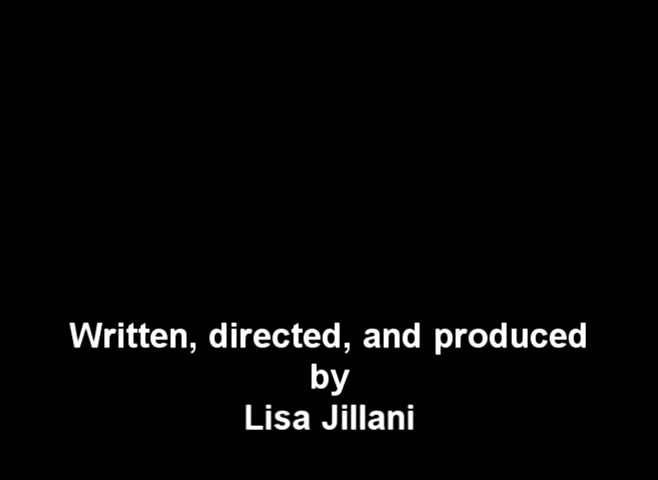 Written, directed, and produced
by
Lisa Jillani